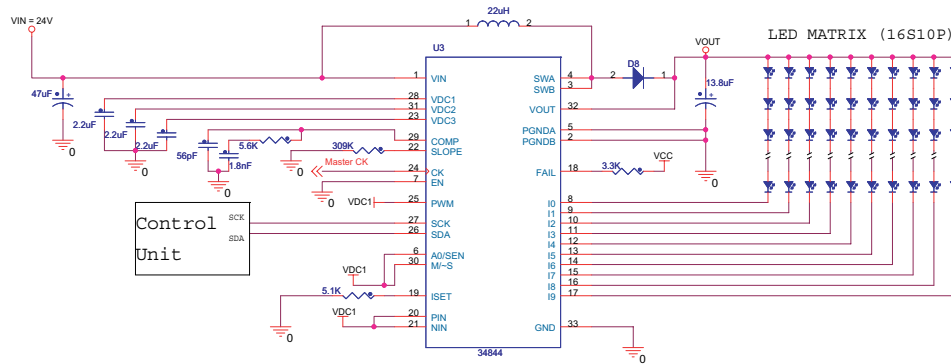 22uH
1 2
VIN = 24V
VOUT
LED MATRIX (16S10P)
U3
D8
1 VIN
SWA 4
SWB 3
2 1
47uF
13.8uF
28 VDC1
31 VDC2
23 VDC3
VOUT 32
2.2uF
2.2uF
2.2uF
PGNDA 5
PGNDB 2
0
0
56pF
1.8nF
5.6K
309K
29 COMP
22 SLOPE
0
0
Master CK
24 CK
7 EN
FAIL 18
3.3K
VCC
0
0
VDC1
25 PWM
I0 8
I1 9
I2 10
I3 11
I4 12
I5 13
I6 14
I7 15
I8 16
I9 17
Control
Unit
SCK
SDA
27 SCK
26 SDA
6 A0/SEN
30 M/~S
VDC1
5.1K
19 ISET
0
VDC1
20 PIN
21 NIN
GND 33
0
34844